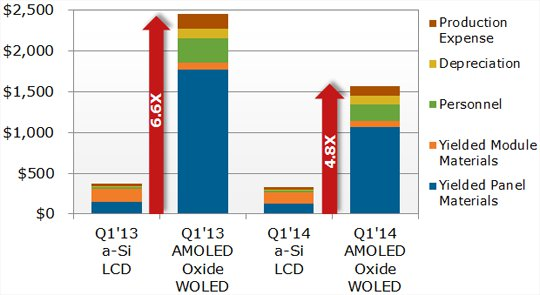 $2,500
$2,000
$1,500
$1,000
$500
$0
6.6X
4.8X
Q1'13
a-Si
LCD
Q1'13
AMOLED
Oxide
WOLED
Q1'14
a-Si
LCD
Q1'14
AMOLED
Oxide
WOLED
Production
Expense
Depreciation
Personnel
Yielded Module
Materials
Yielded Panel
Materials